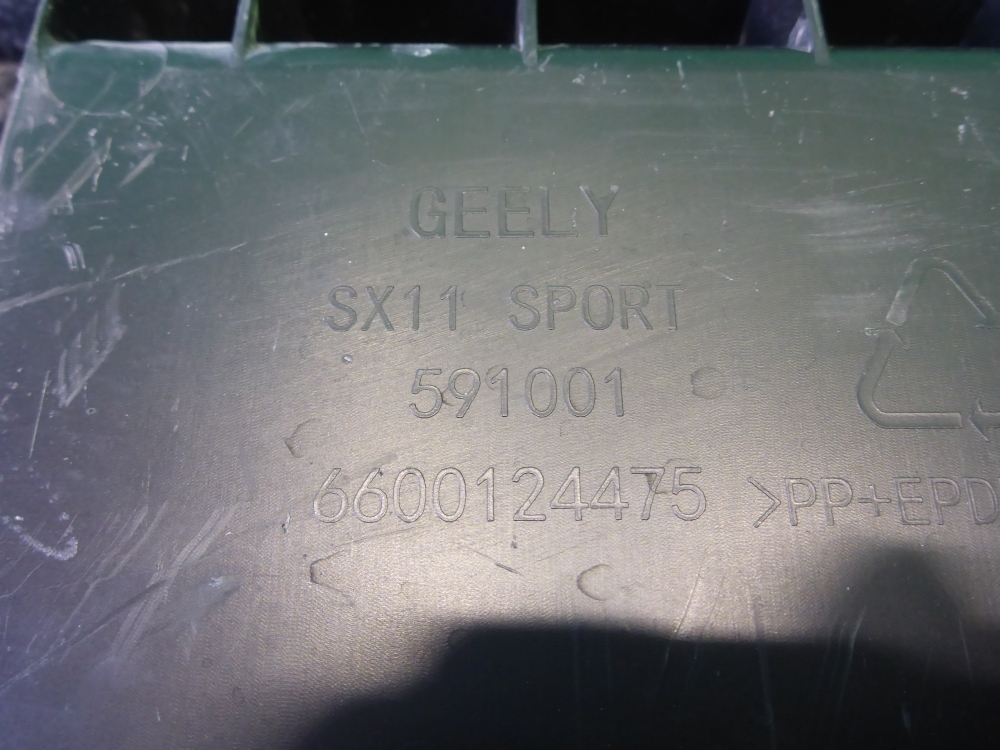 GEELY
SX11 SPORT
591001
6600124475 >PP+EPD